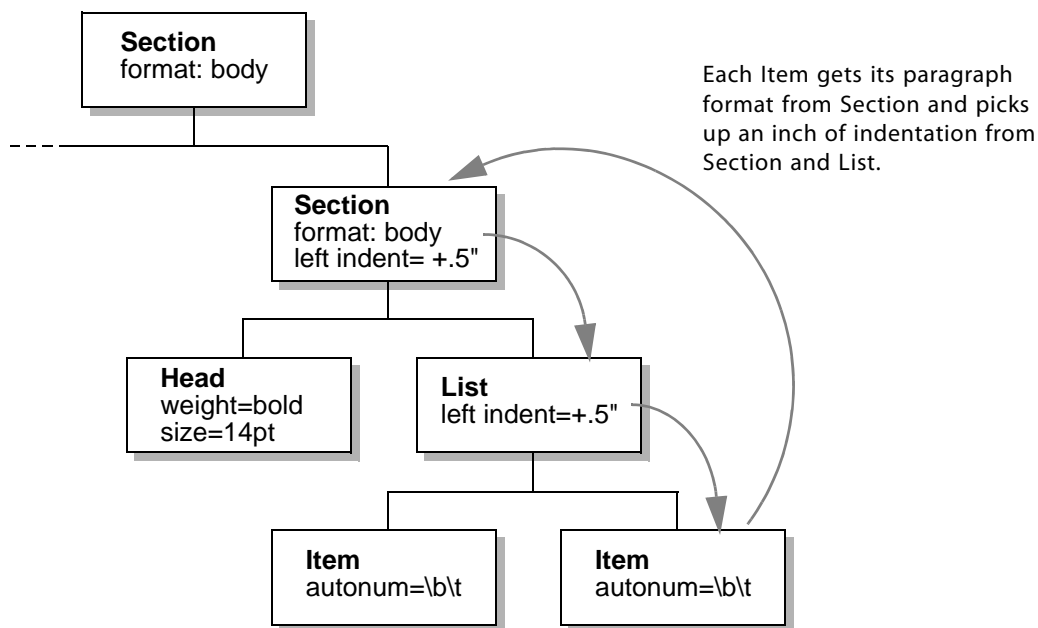 Section
format: body
Each Item gets its paragraph
format from Section and picks
up an inch of indentation from
Section and List.
Section
format: body
left indent= +.5"
Head
weight=bold
size=14pt
List
left indent=+.5"
Item
autonum=\b\t
Item
autonum=\b\t